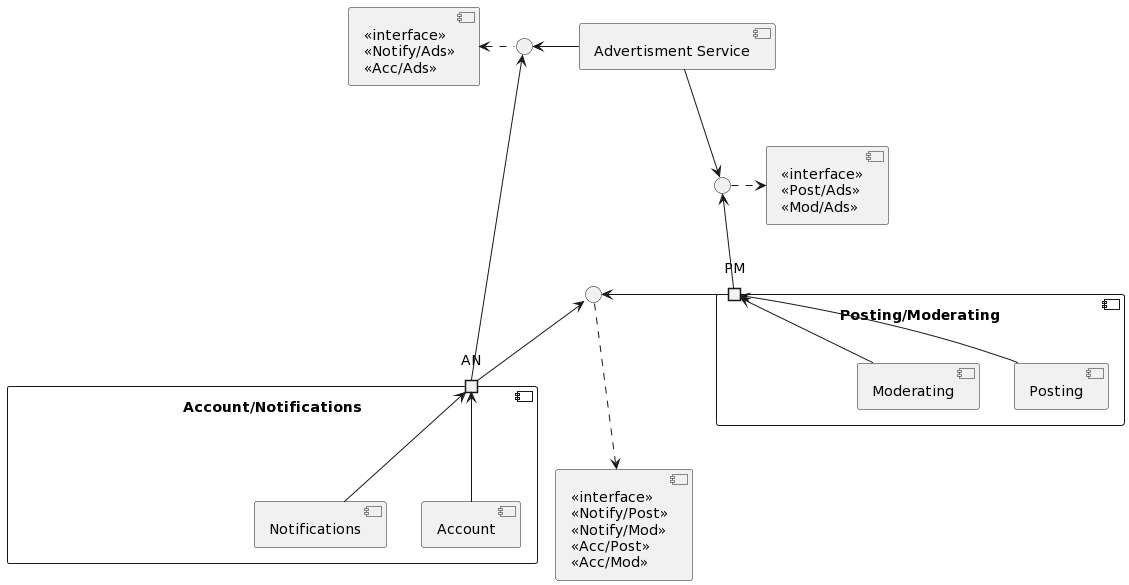 «interface»
«Notify/Ads»
«Acc/Ads»
Advertisment Service
«interface»
«Post/Ads»
«Mod/Ads»
PM
Posting/Moderating
AN
Moderating
Posting
Account/Notifications
«interface»
«Notify/Post»
«Notify/Mod»
«Acc/Post»
«Acc/Mod»
Notifications
Account